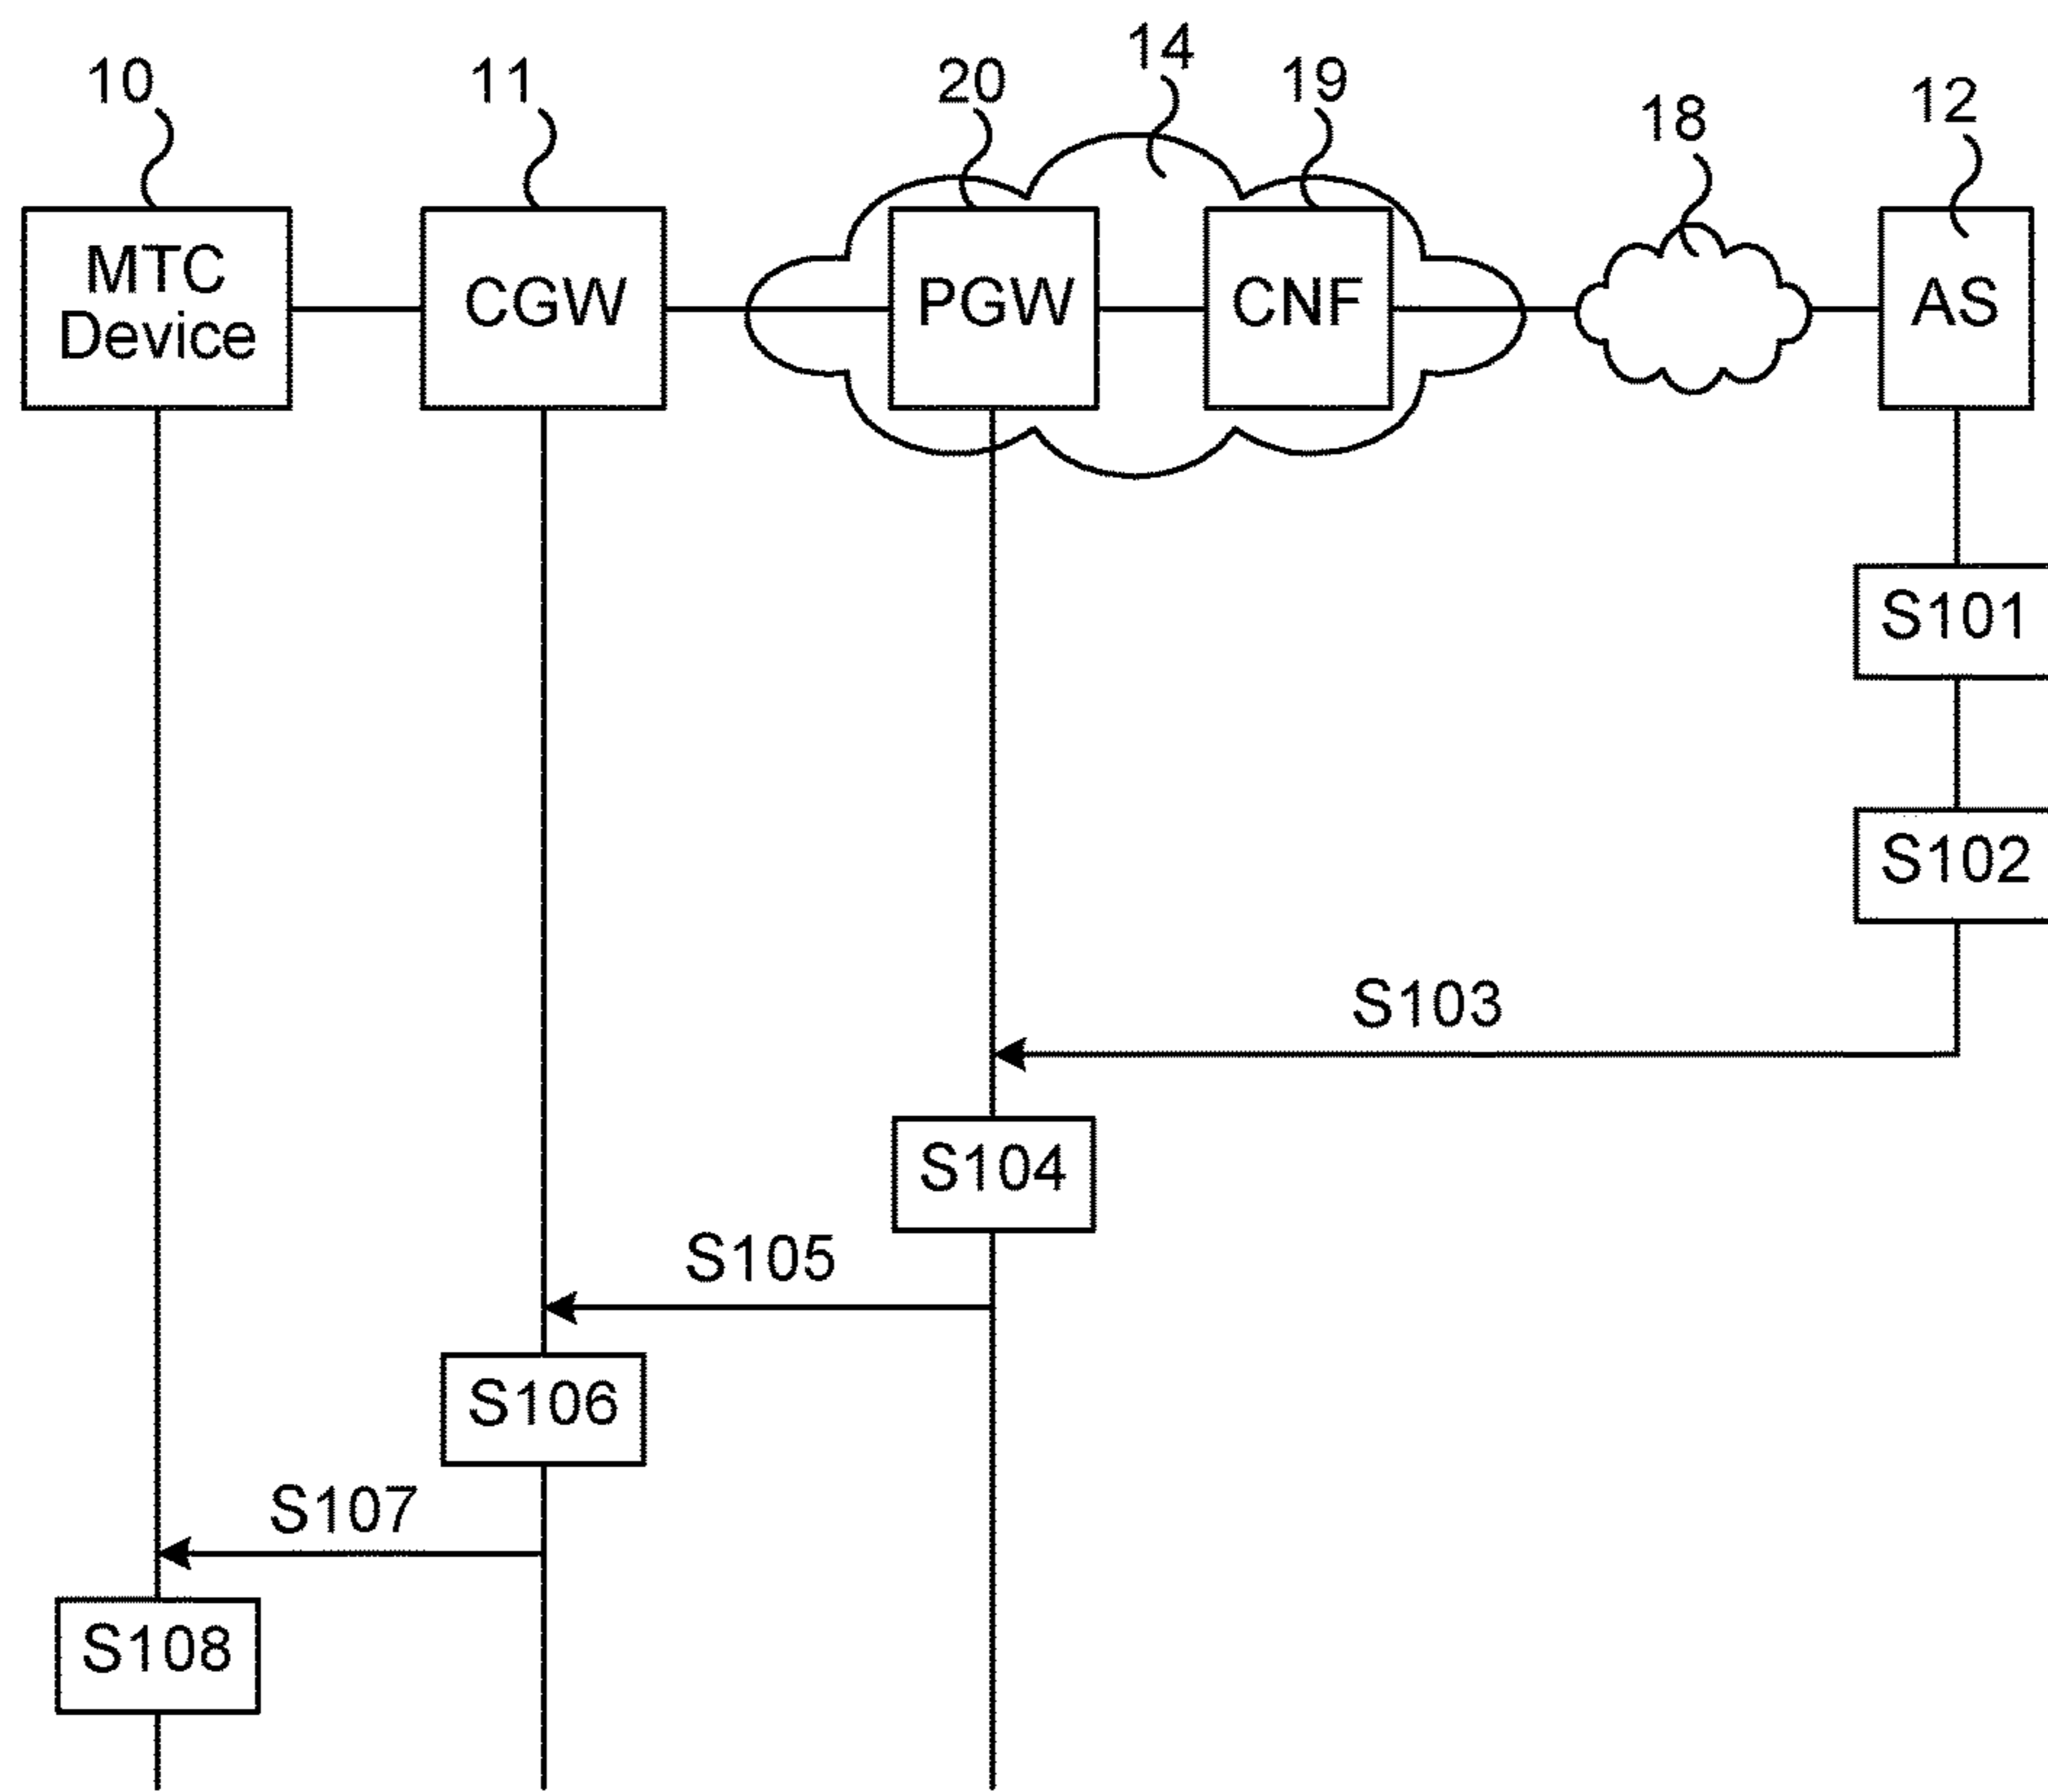 10
11
20
14
19
18
12
MTC
Device
CGW
PGW
CNF
AS
S101
S102
S103
S104
S105
S106
S107
S108